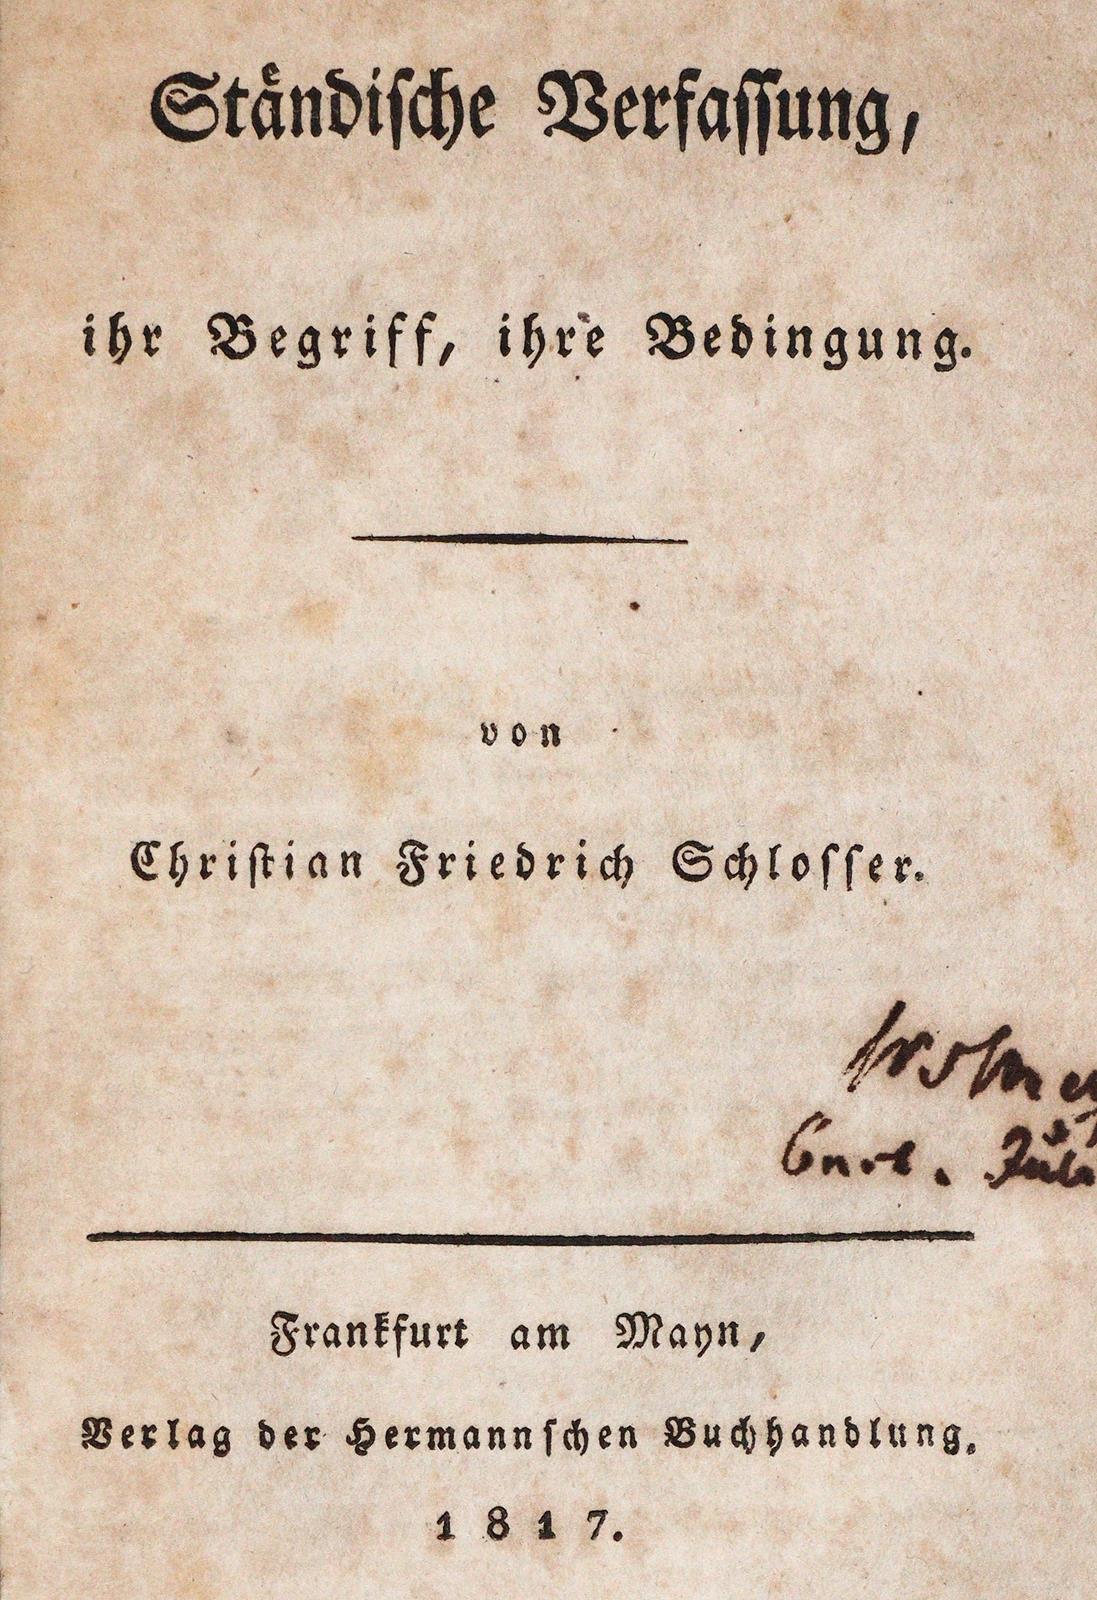 Ständische Verfassung,
ihr Begriff, ihre Bedingung.
von
Christian Friedrich Schlosser.
Frankfurt am Mayn,
Verlag der Hermannschen Buchhandlung.
1817.